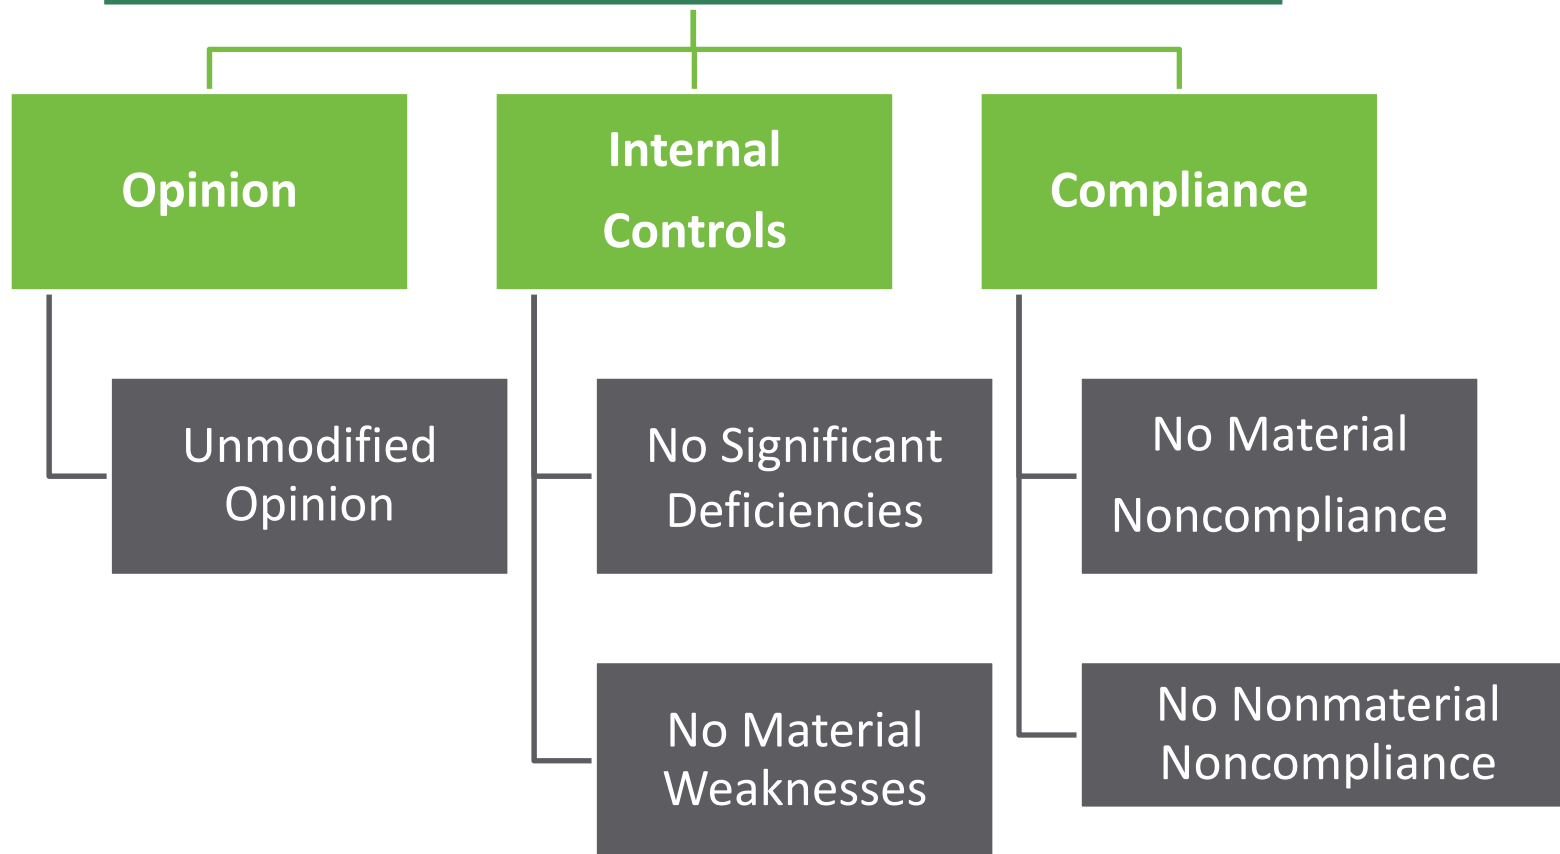 Opinion
Internal
Controls
Compliance
Unmodified
Opinion
No Significant
Deficiencies
No Material
Noncompliance
No Material
Weaknesses
No Nonmaterial
Noncompliance